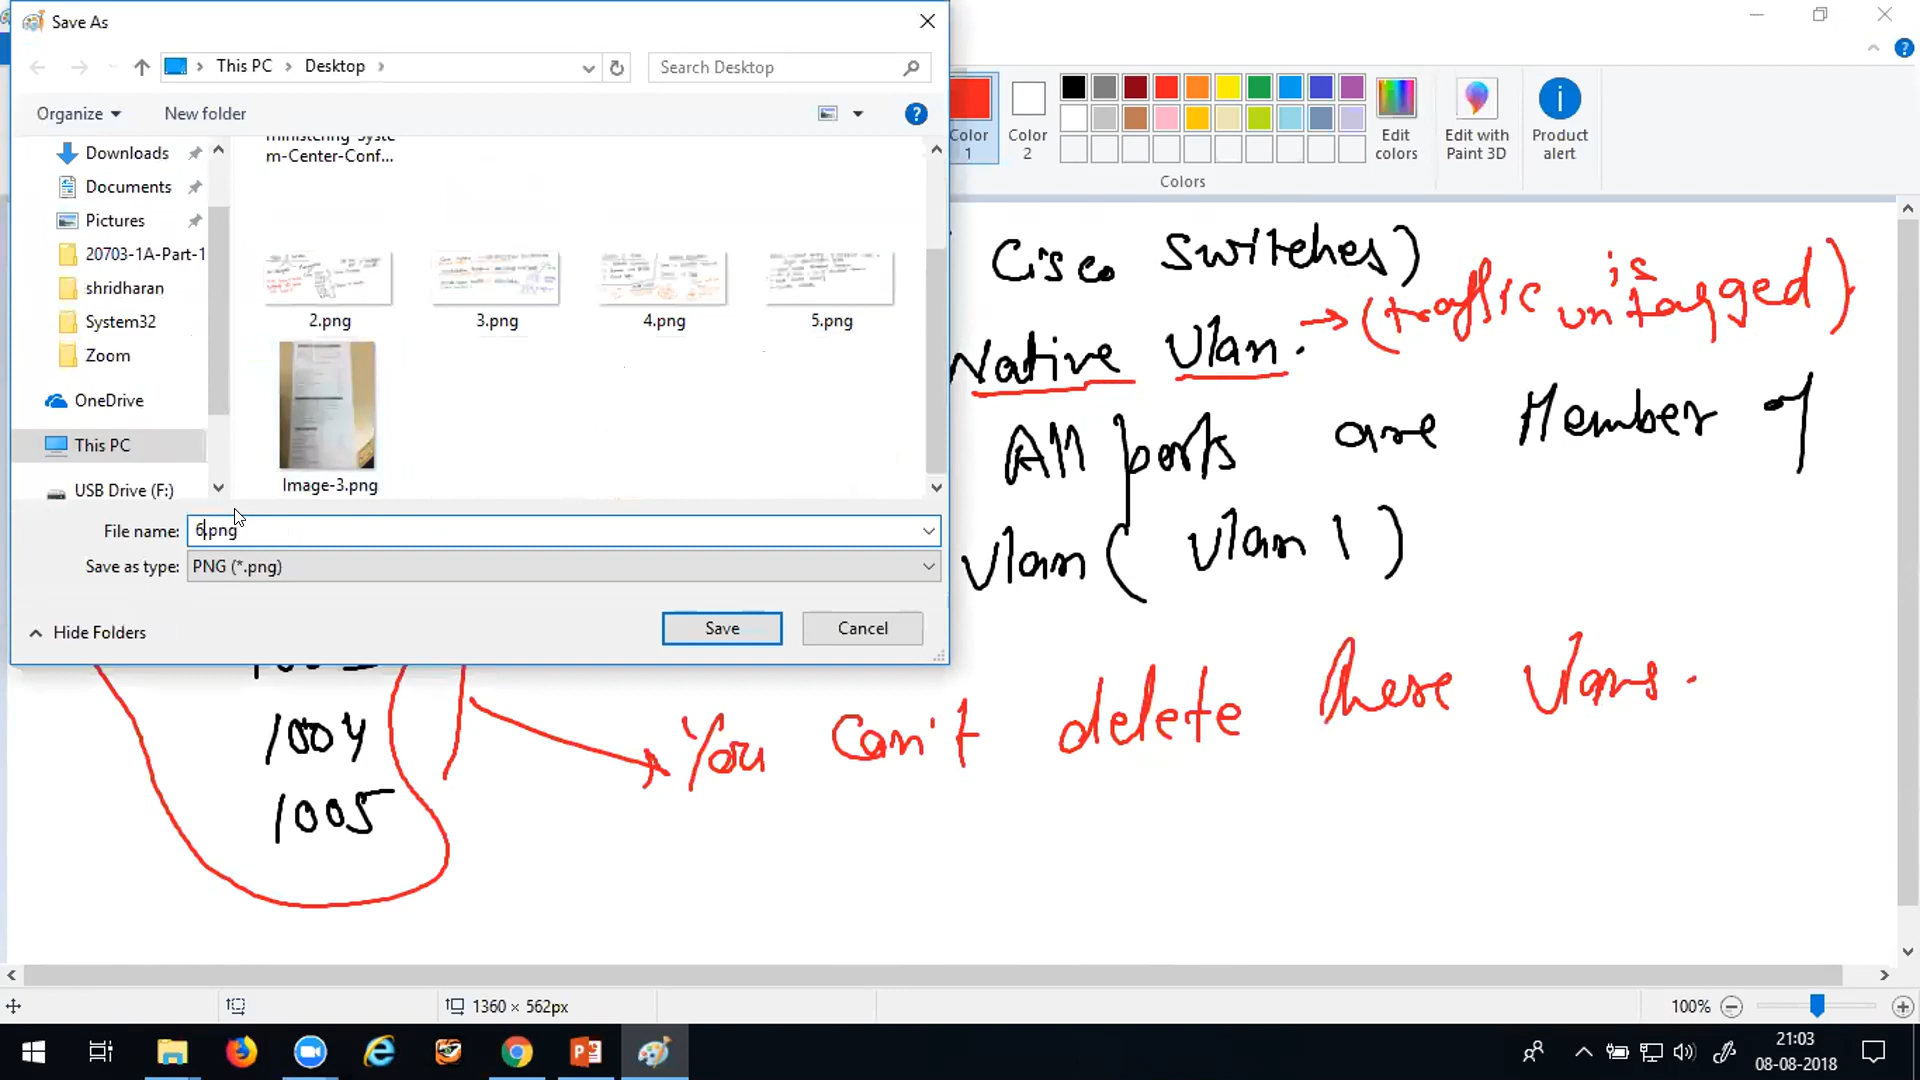 Save As
This PC
Desktop
Search Desktop
Organize
New folder
Downloads
Documents
Pictures
20703-1A-Part-1
shridharan
System32
Zoom
OneDrive
This PC
USB Drive (F:)
ministering-Syste
m-Center-Conf...
2.png
3.png
4.png
5.png
Image-3.png
File name:
6.png
Save as type:
PNG (*.png)
Hide Folders
Save
Cancel
Color
1
Color
2
Edit
colors
Edit with
Paint 3D
Product
alert
Colors
Cisco Switches)
Native Vlan. → (traffic is untagged)
All ports are Member of
Vlan ( Vlan 1 )
1004
1005
You can't delete these Vlans.
1360 × 562px
100%
21:03
08-08-2018